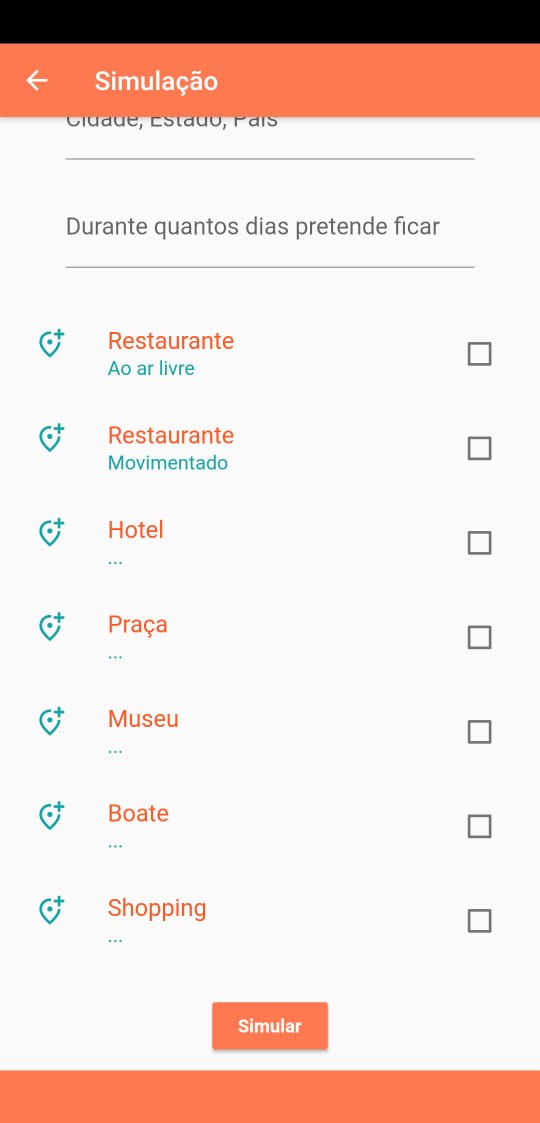 Simulação
Cidade, Estado, País
Durante quantos dias pretende ficar
Restaurante
Ao ar livre
Restaurante
Movimentado
Hotel
...
Praça
...
Museu
...
Boate
...
Shopping
...
Simular